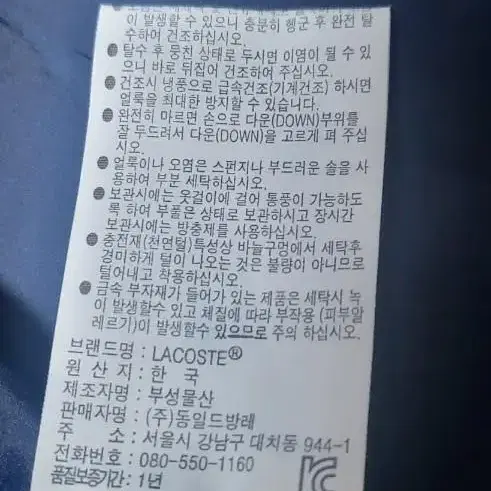 이 발생할 수 있으니 충분히 헹군 후 완전 탈
수하여 건조하십시오.
● 탈수 후 뭉친 상태로 두시면 이염이 될 수 있
으니 바로 뒤집어 건조하여 주십시오.
● 건조시 냉풍으로 급속건조(기계건조) 하시면
얼룩을 최대한 방지할 수 있습니다.
● 완전히 마르면 손으로 다운(DOWN)부위를
잘 두드려서 다운(DOWN)을 고르게 펴 주십
시오.
● 얼룩이나 오염은 스펀지나 부드러운 솔을 사
용하여 부분 세탁하십시오.
● 보관시에는 옷걸이에 걸어 통풍이 가능하도
록 하여 부풀은 상태로 보관하시고 장시간
보관시에는 방충제를 사용하십시오.
● 충전재(천연털)특성상 바늘구멍에서 세탁후
경미하게 털이 나오는 것은 불량이 아니므로
털어내고 착용하십시오.
● 금속 부자재가 들어가 있는 제품은 세탁시 녹
이 발생할수 있고 체질에 따라 부작용 (피부알
레르기)이 발생할수 있으므로 주의 하십시오.
브랜드명 : LACOSTE®
원 산 지 : 한 국
제조자명 : 부성물산
판매자명 : (주)동일드방레
주 소 : 서울시 강남구 대치동 944-1
전화번호 : 080-550-1160
품질보증기간 : 1년